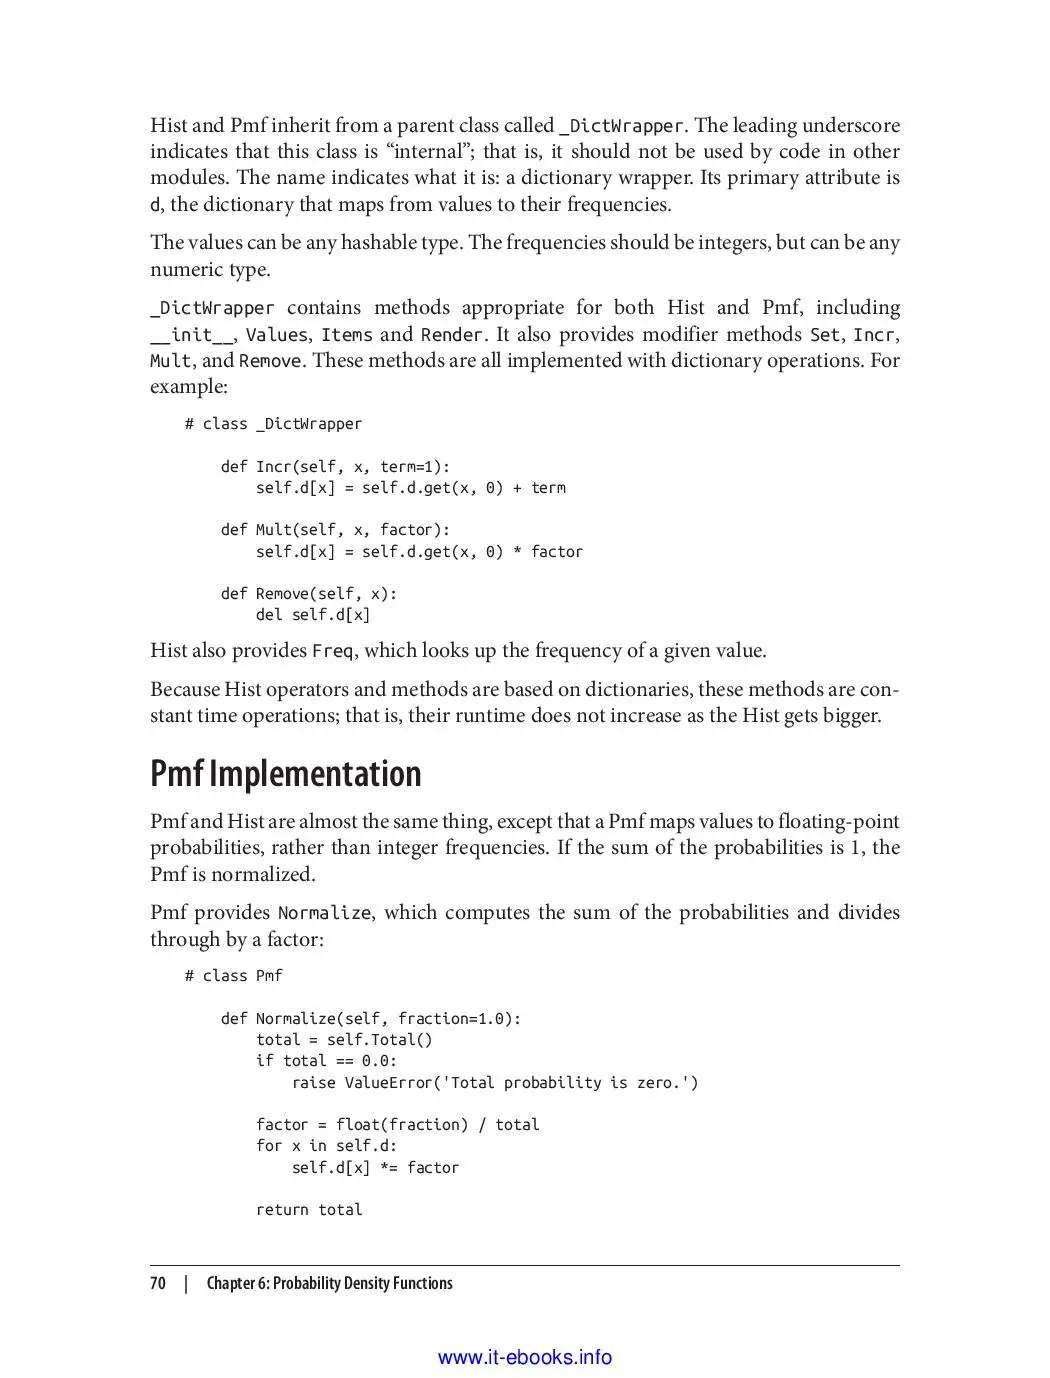 Hist and Pmf inherit from a parent class called _DictWrapper. The leading underscore
indicates that this class is “internal”; that is, it should not be used by code in other
modules. The name indicates what it is: a dictionary wrapper. Its primary attribute is
d, the dictionary that maps from values to their frequencies.
The values can be any hashable type. The frequencies should be integers, but can be any
numeric type.
_DictWrapper contains methods appropriate for both Hist and Pmf, including
__init__, Values, Items and Render. It also provides modifier methods Set, Incr,
Mult, and Remove. These methods are all implemented with dictionary operations. For
example:
# class _DictWrapper
def Incr(self, x, term=1):
self.d[x] = self.d.get(x, 0) + term
def Mult(self, x, factor):
self.d[x] = self.d.get(x, 0) * factor
def Remove(self, x):
del self.d[x]
Hist also provides Freq, which looks up the frequency of a given value.
Because Hist operators and methods are based on dictionaries, these methods are con-
stant time operations; that is, their runtime does not increase as the Hist gets bigger.
Pmf Implementation
Pmf and Hist are almost the same thing, except that a Pmf maps values to floating-point
probabilities, rather than integer frequencies. If the sum of the probabilities is 1, the
Pmf is normalized.
Pmf provides Normalize, which computes the sum of the probabilities and divides
through by a factor:
# class Pmf
def Normalize(self, fraction=1.0):
total = self.Total()
if total == 0.0:
raise ValueError('Total probability is zero.')
factor = float(fraction) / total
for x in self.d:
self.d[x] *= factor
return total
70 | Chapter 6: Probability Density Functions
www.it-ebooks.info